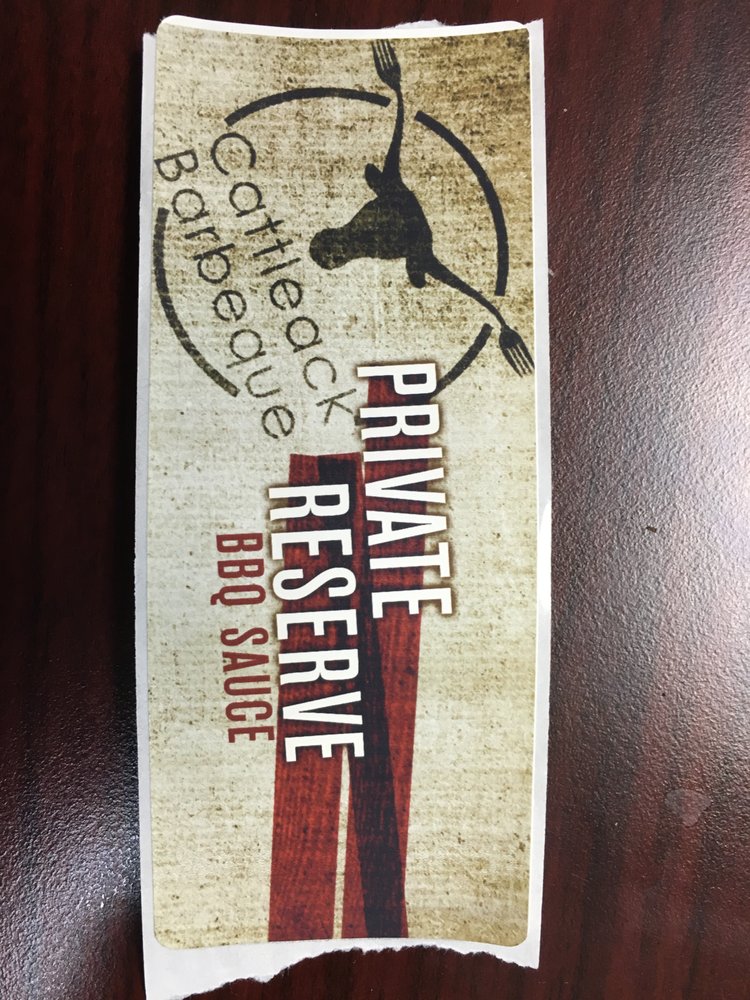 Cattleack
Barbeque
PRIVATE
RESERVE
BBQ SAUCE